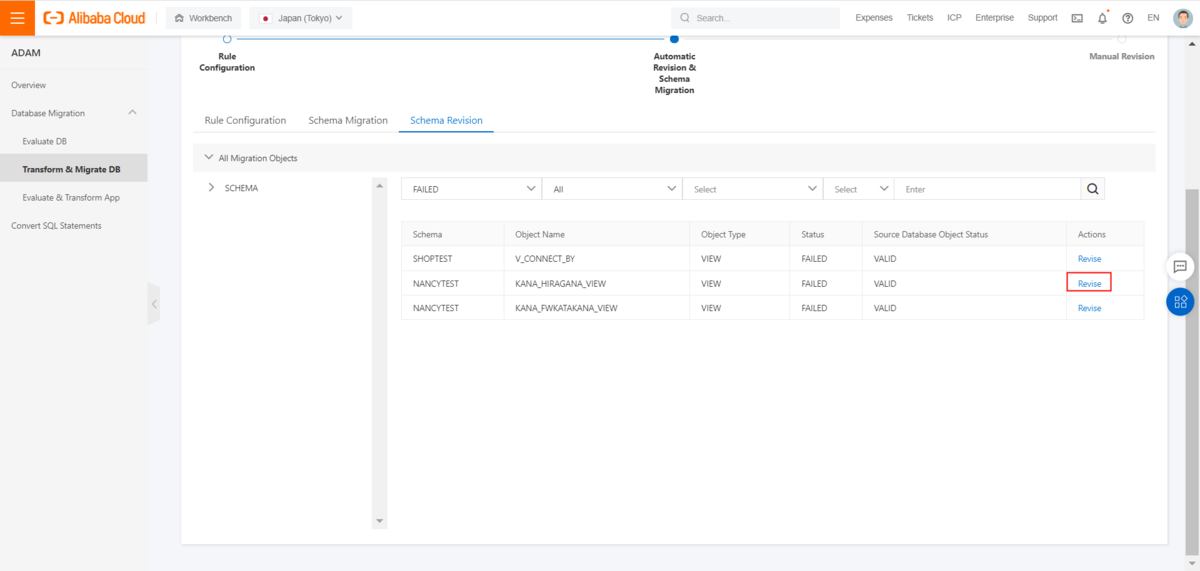 Alibaba Cloud
Workbench
Japan (Tokyo)
Search...
Expenses
Tickets
ICP
Enterprise
Support
EN
ADAM
Overview
Database Migration
Evaluate DB
Transform & Migrate DB
Evaluate & Transform App
Convert SQL Statements
Rule
Configuration
Automatic
Revision &
Schema
Migration
Manual Revision
Rule Configuration
Schema Migration
Schema Revision
All Migration Objects
SCHEMA
FAILED
All
Select
Select
Enter
Schema Object Name Object Type Status Source Database Object Status Actions
SHOPTEST V_CONNECT_BY VIEW FAILED VALID Revise
NANCYTEST KANA_HIRAGANA_VIEW VIEW FAILED VALID Revise
NANCYTEST KANA_FWKATAKANA_VIEW VIEW FAILED VALID Revise